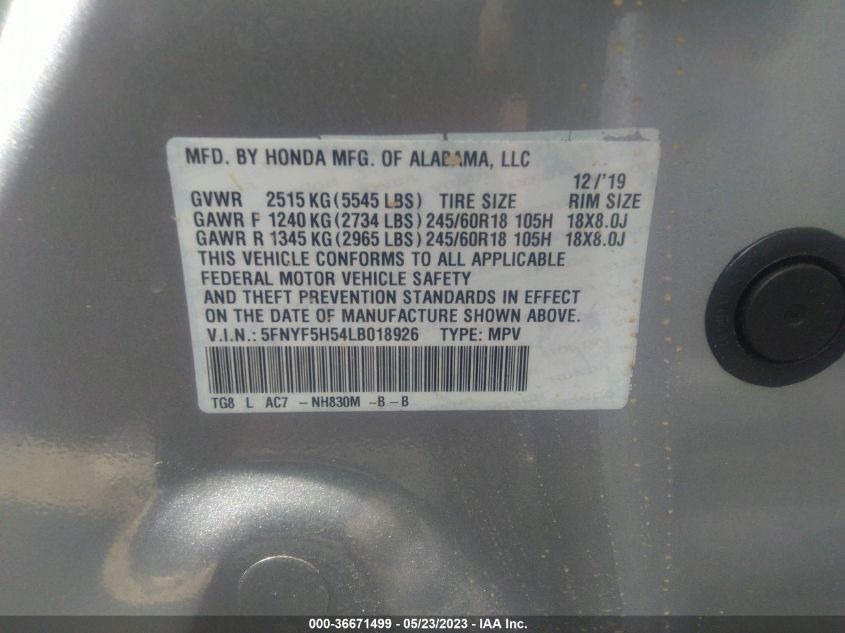 MFD. BY HONDA MFG. OF ALABAMA, LLC
12/'19
GVWR 2515 KG(5545 LBS) TIRE SIZE RIM SIZE
GAWR F 1240 KG(2734 LBS) 245/60R18 105H 18X8.0J
GAWR R 1345 KG(2965 LBS) 245/60R18 105H 18X8.0J
THIS VEHICLE CONFORMS TO ALL APPLICABLE
FEDERAL MOTOR VEHICLE SAFETY
AND THEFT PREVENTION STANDARDS IN EFFECT
ON THE DATE OF MANUFACTURE SHOWN ABOVE.
V.I.N.: 5FNYF5H54LB018926 TYPE: MPV
TG8 L AC7 -NH830M -B-B
000-36671499 - 05/23/2023 - IAA Inc.